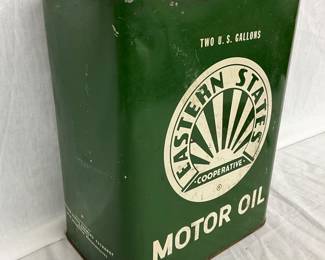 TWO U. S. GALLONS
EASTERN STATES
COOPERATIVE
MOTOR OIL